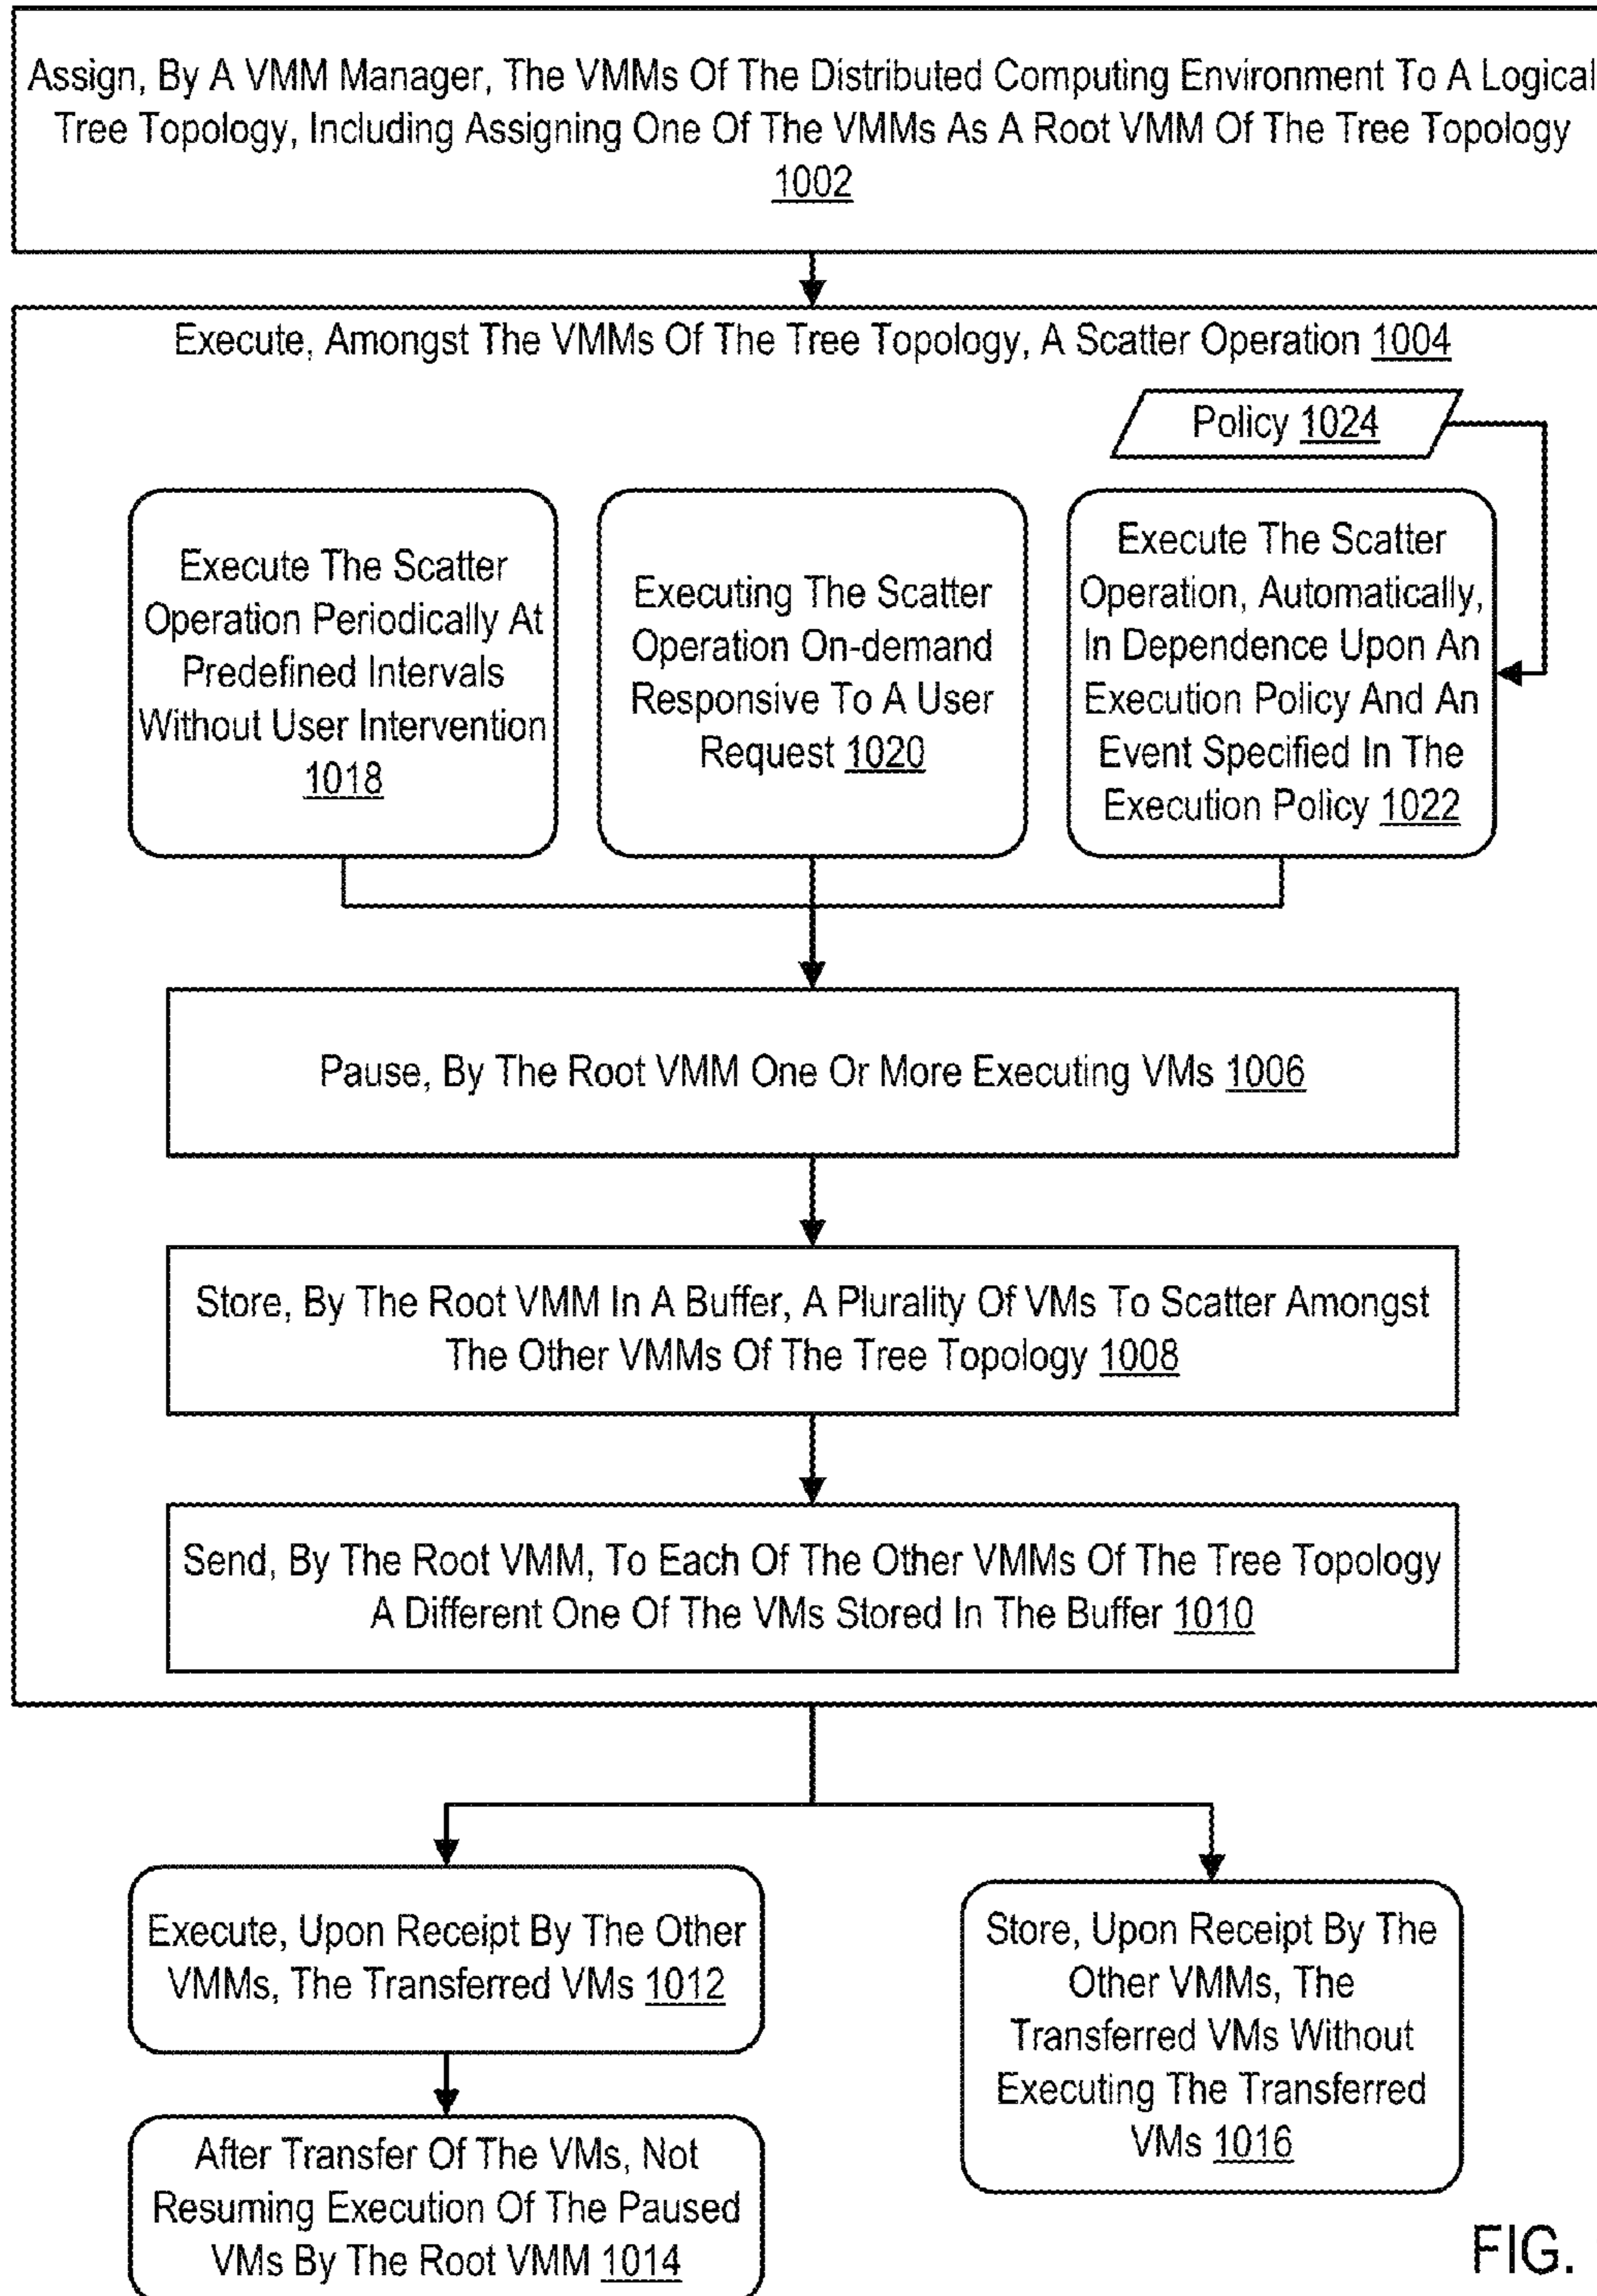 Assign, By A VMM Manager, The VMMs Of The Distributed Computing Environment To A Logical
Tree Topology, Including Assigning One Of The VMMs As A Root VMM Of The Tree Topology
1002
Execute, Amongst The VMMs Of The Tree Topology, A Scatter Operation 1004
Policy 1024
Execute The Scatter
Operation Periodically At
Predefined Intervals
Without User Intervention
1018
Executing The Scatter
Operation On-demand
Responsive To A User
Request 1020
Execute The Scatter
Operation, Automatically,
In Dependence Upon An
Execution Policy And An
Event Specified In The
Execution Policy 1022
Pause, By The Root VMM One Or More Executing VMs 1006
Store, By The Root VMM In A Buffer, A Plurality Of VMs To Scatter Amongst
The Other VMMs Of The Tree Topology 1008
Send, By The Root VMM, To Each Of The Other VMMs Of The Tree Topology
A Different One Of The VMs Stored In The Buffer 1010
Execute, Upon Receipt By The Other
VMMs, The Transferred VMs 1012
After Transfer Of The VMs, Not
Resuming Execution Of The Paused
VMs By The Root VMM 1014
Store, Upon Receipt By The
Other VMMs, The
Transferred VMs Without
Executing The Transferred
VMs 1016
FIG.